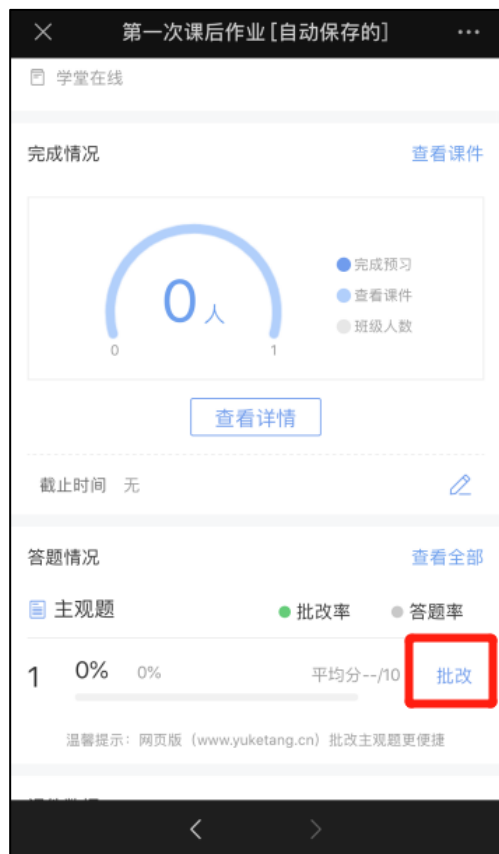 第一次课后作业[自动保存的]
学堂在线
完成情况 查看课件
0人
完成预习
查看课件
班级人数
0 1
查看详情
截止时间 无
答题情况 查看全部
主观题 批改率 答题率
1 0% 0% 平均分--/10 批改
温馨提示：网页版（www.yuketang.cn）批改主观题更便捷